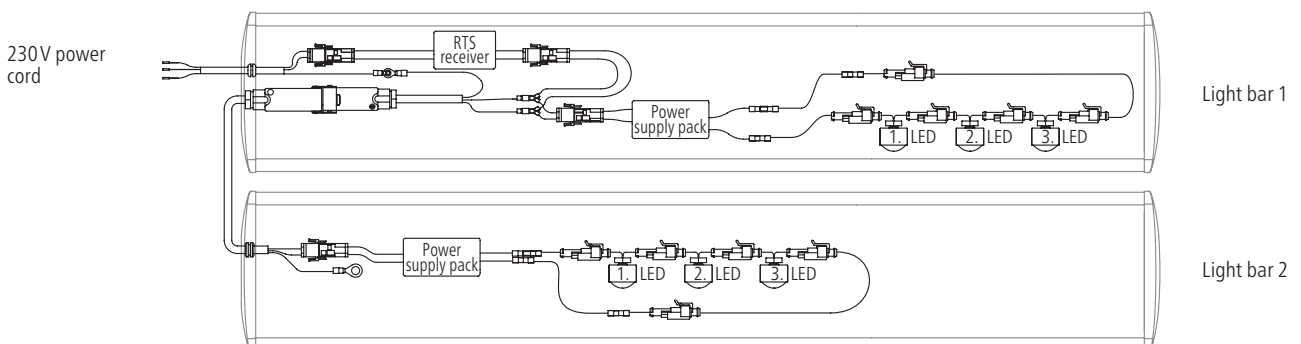 230 V power
cord
RTS
receiver
Power
supply pack
1. LED
2. LED
3. LED
Light bar 1
Power
supply pack
1. LED
2. LED
3. LED
Light bar 2